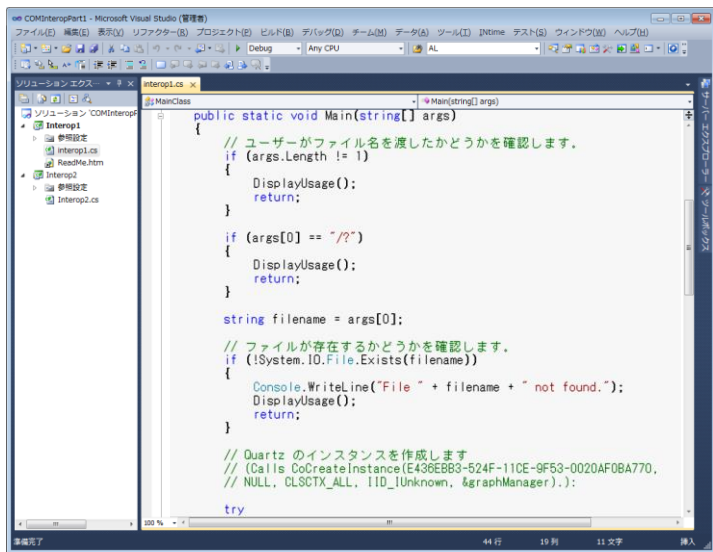 COMInteropPart1 - Microsoft Visual Studio (管理者)
ファイル(F) 編集(E) 表示(V) リファクター(R) プロジェクト(P) ビルド(B) デバッグ(D) チーム(M) データ(A) ツール(T) INtime テスト(S) ウィンドウ(W) ヘルプ(H)
Debug Any CPU AL
ソリューション エクス…
interop1.cs
MainClass
Main(string[] args)
ソリューション 'COMInteropP
Interop1
参照設定
interop1.cs
ReadMe.htm
Interop2
参照設定
Interop2.cs
public static void Main(string[] args)
{
// ユーザーがファイル名を渡したかどうかを確認します.
if (args.Length != 1)
{
DisplayUsage();
return;
}
if (args[0] == "/?")
{
DisplayUsage();
return;
}
string filename = args[0];
// ファイルが存在するかどうかを確認します.
if (!System.IO.File.Exists(filename))
{
Console.WriteLine("File " + filename + " not found.");
DisplayUsage();
return;
}
// Quartz のインスタンスを作成します
// (Calls CoCreateInstance(E436EBB3-524F-11CE-9F53-0020AF0BA770,
// NULL, CLSCTX_ALL, IID_IUnknown, &graphManager).):
try
100 %
サーバー エクスプローラー
ツールボックス
準備完了
44 行 19 列 11 文字 挿入